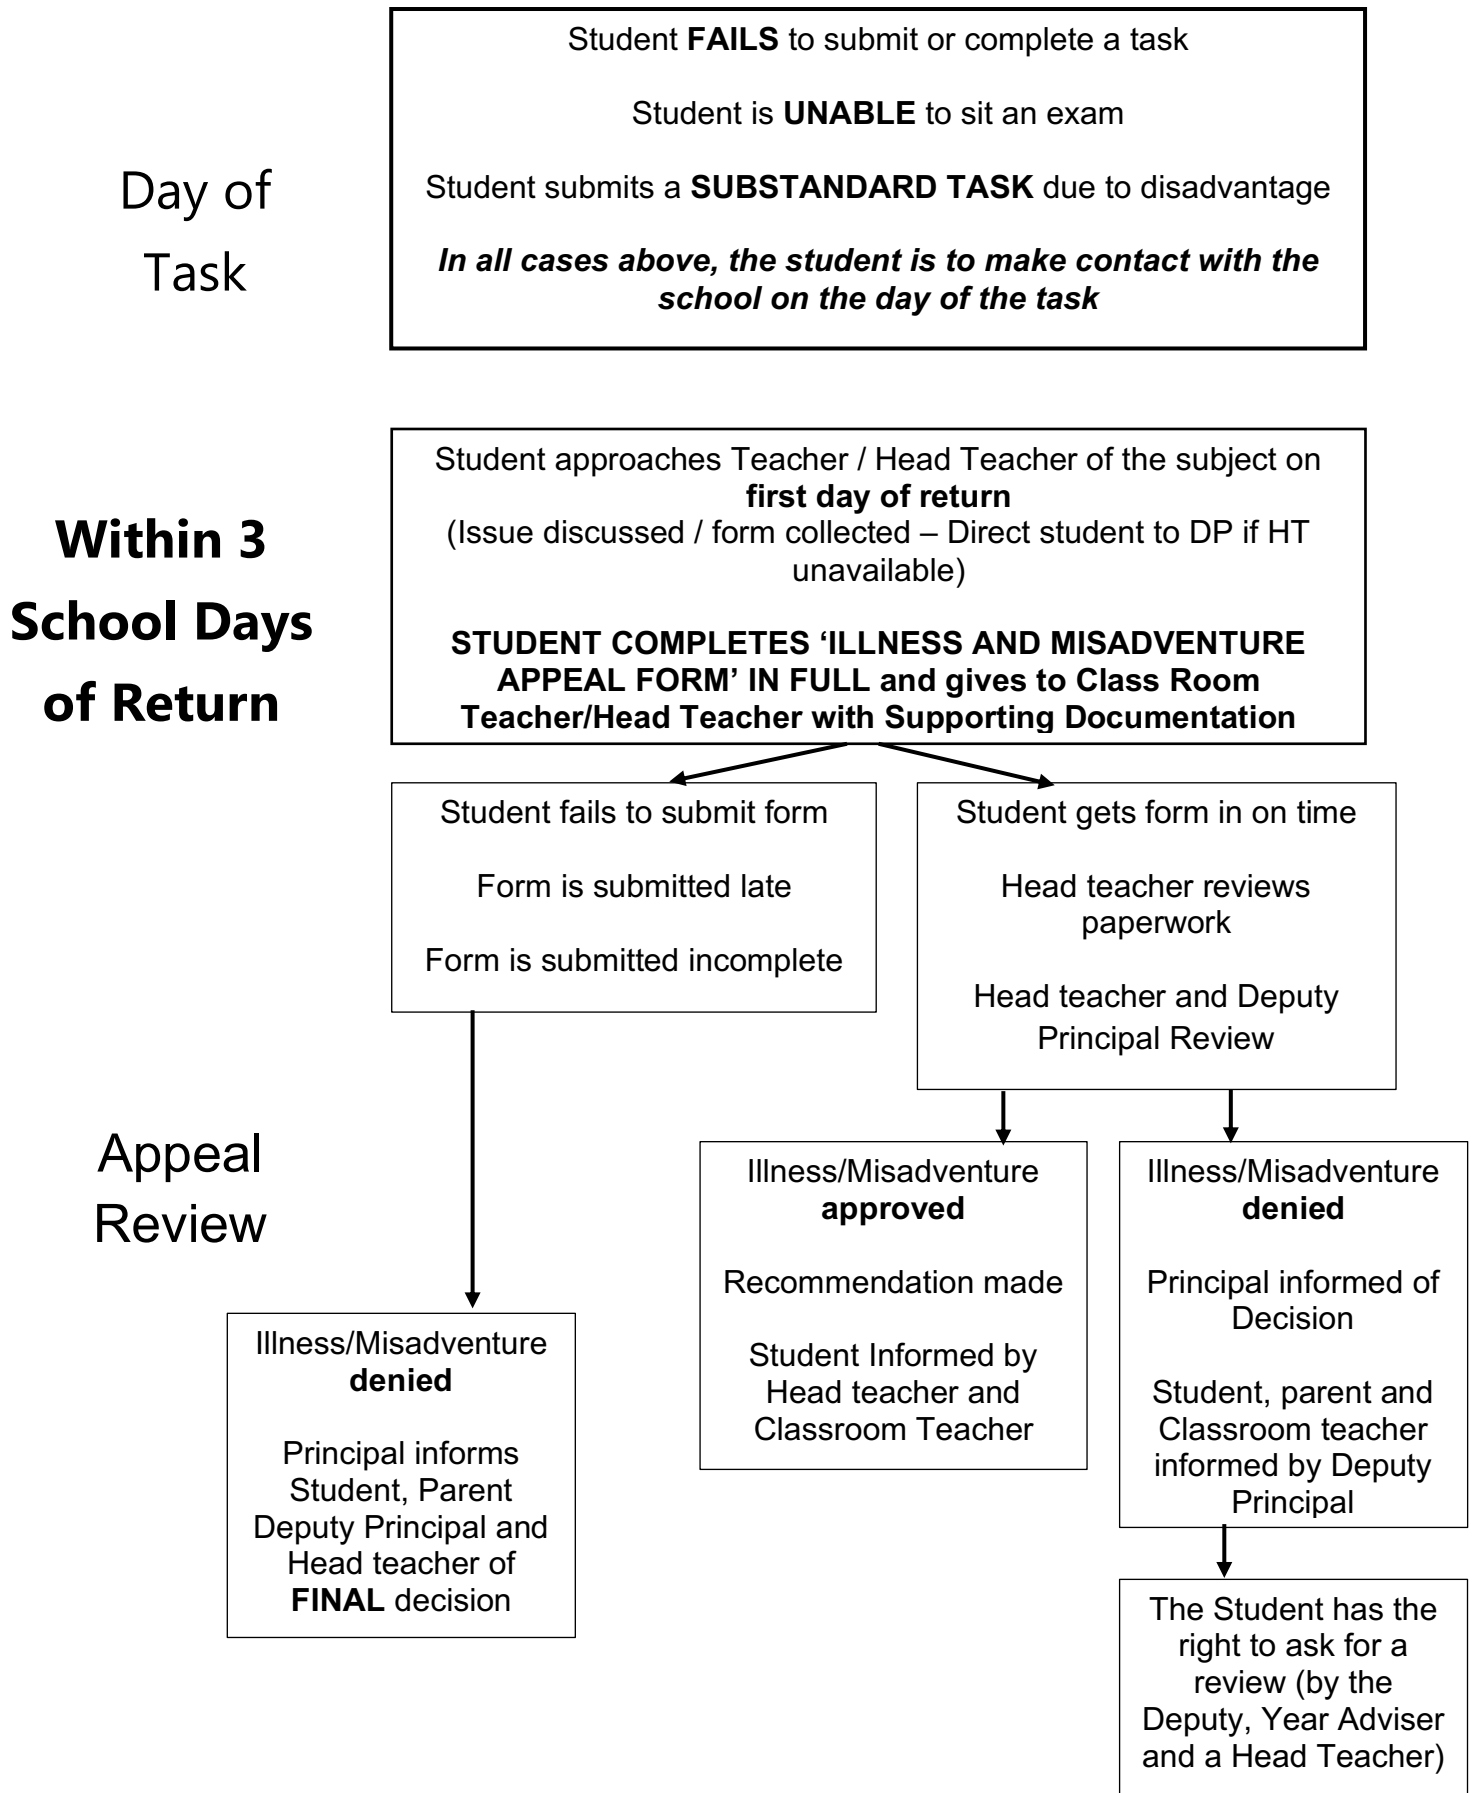 Day of
Task
Student FAILS to submit or complete a task
Student is UNABLE to sit an exam
Student submits a SUBSTANDARD TASK due to disadvantage
In all cases above, the student is to make contact with the
school on the day of the task
Within 3
School Days
of Return
Student approaches Teacher / Head Teacher of the subject on
first day of return
(Issue discussed / form collected – Direct student to DP if HT
unavailable)
STUDENT COMPLETES ‘ILLNESS AND MISADVENTURE
APPEAL FORM’ IN FULL and gives to Class Room
Teacher/Head Teacher with Supporting Documentation
Student fails to submit form
Form is submitted late
Form is submitted incomplete
Student gets form in on time
Head teacher reviews
paperwork
Head teacher and Deputy
Principal Review
Appeal
Review
Illness/Misadventure
denied
Principal informs
Student, Parent
Deputy Principal and
Head teacher of
FINAL decision
Illness/Misadventure
approved
Recommendation made
Student Informed by
Head teacher and
Classroom Teacher
Illness/Misadventure
denied
Principal informed of
Decision
Student, parent and
Classroom teacher
informed by Deputy
Principal
The Student has the
right to ask for a
review (by the
Deputy, Year Adviser
and a Head Teacher)